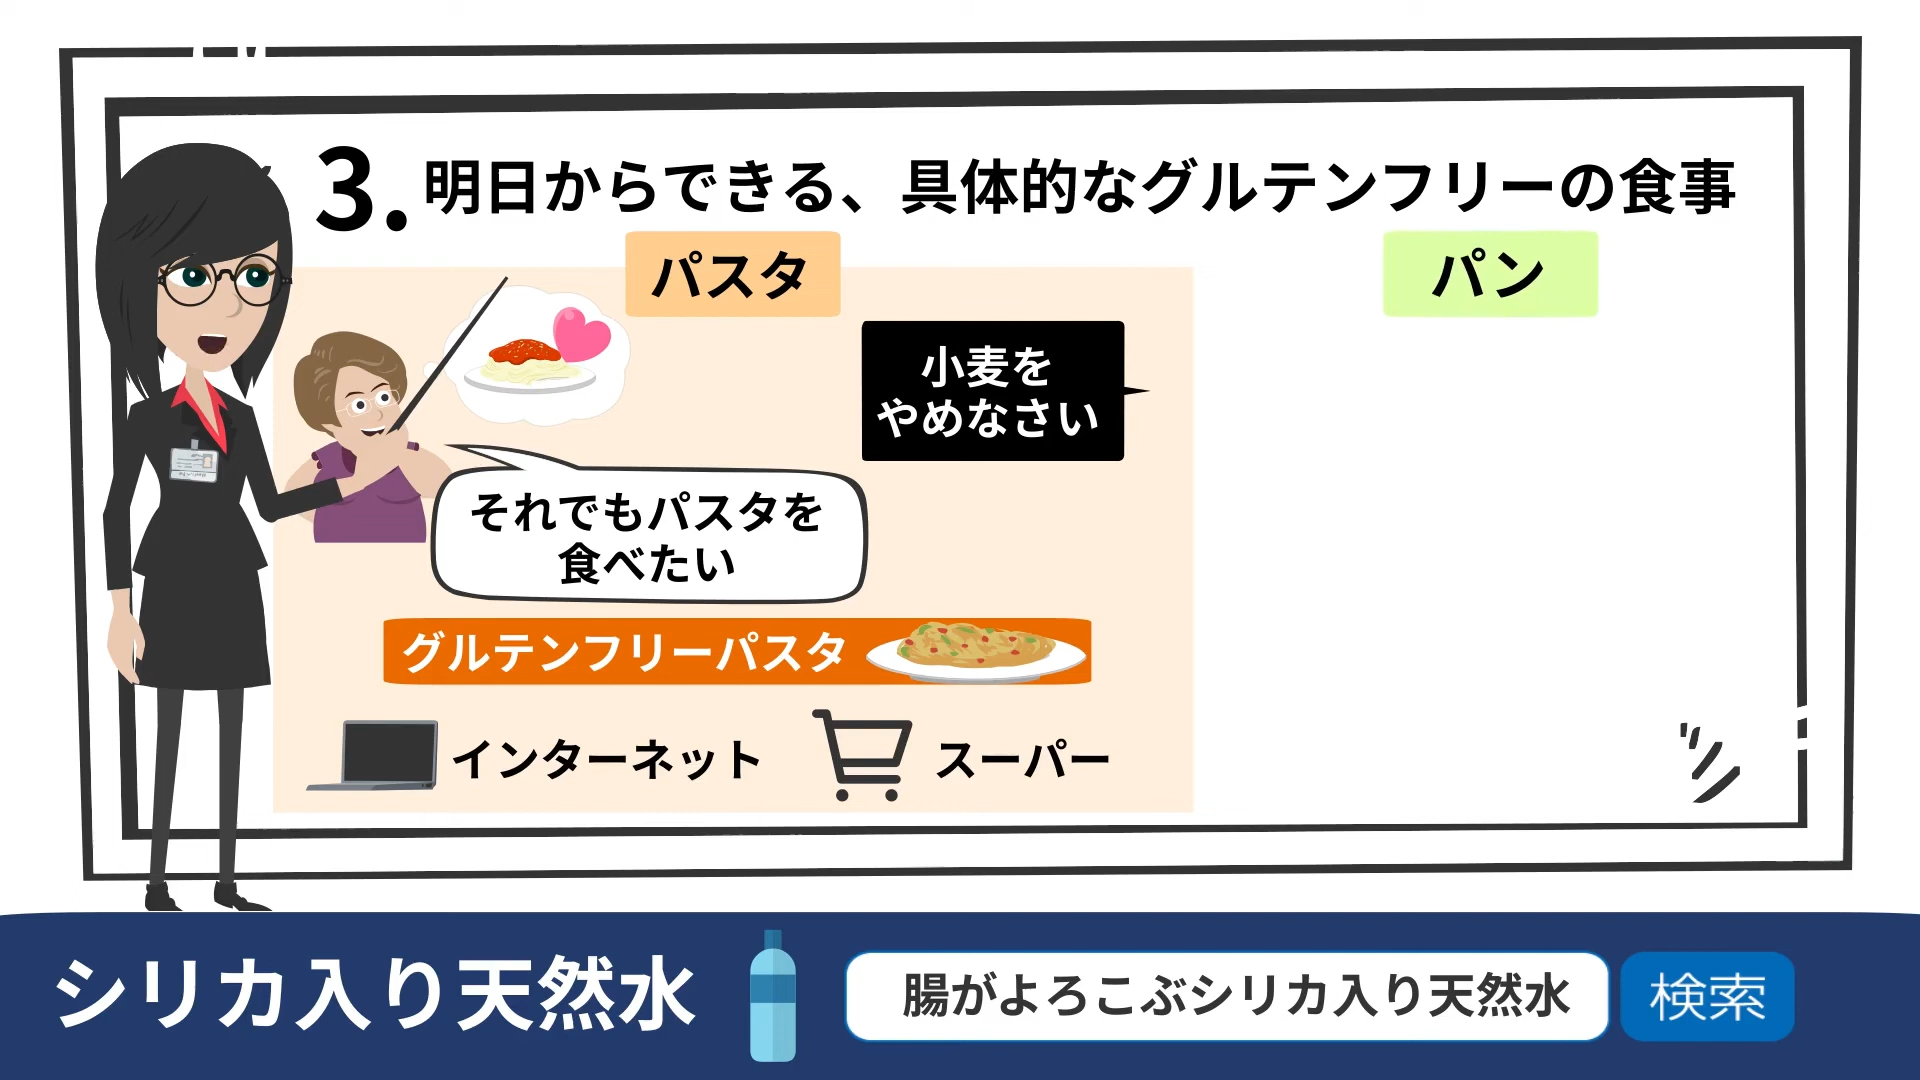 3. 明日からできる、具体的なグルテンフリーの食事
パスタ
パン
小麦を
やめなさい
それでもパスタを
食べたい
グルテンフリーパスタ
インターネット
スーパー
シリカ入り天然水
腸がよろこぶシリカ入り天然水
検索